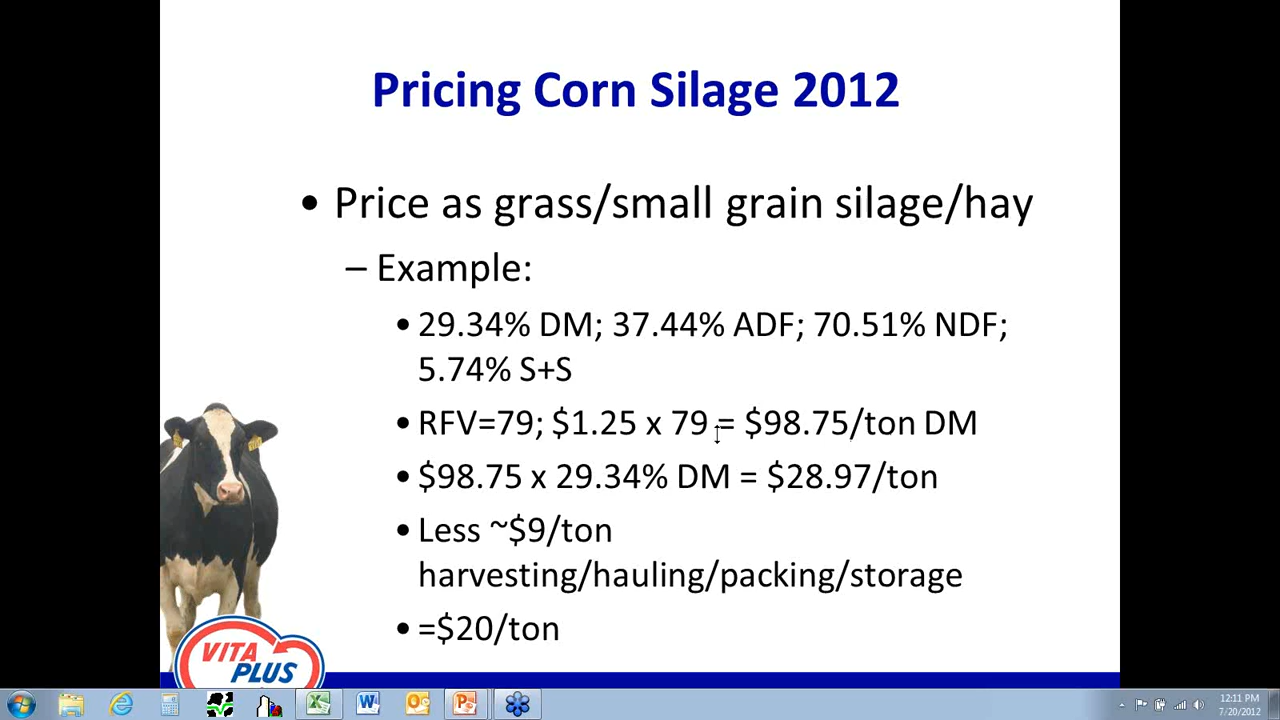 Pricing Corn Silage 2012
• Price as grass/small grain silage/hay
– Example:
• 29.34% DM; 37.44% ADF; 70.51% NDF;
5.74% S+S
• RFV=79; $1.25 x 79 = $98.75/ton DM
• $98.75 x 29.34% DM = $28.97/ton
• Less ~$9/ton
harvesting/hauling/packing/storage
• =$20/ton
VITA
PLUS
12:11 PM
7/20/2012